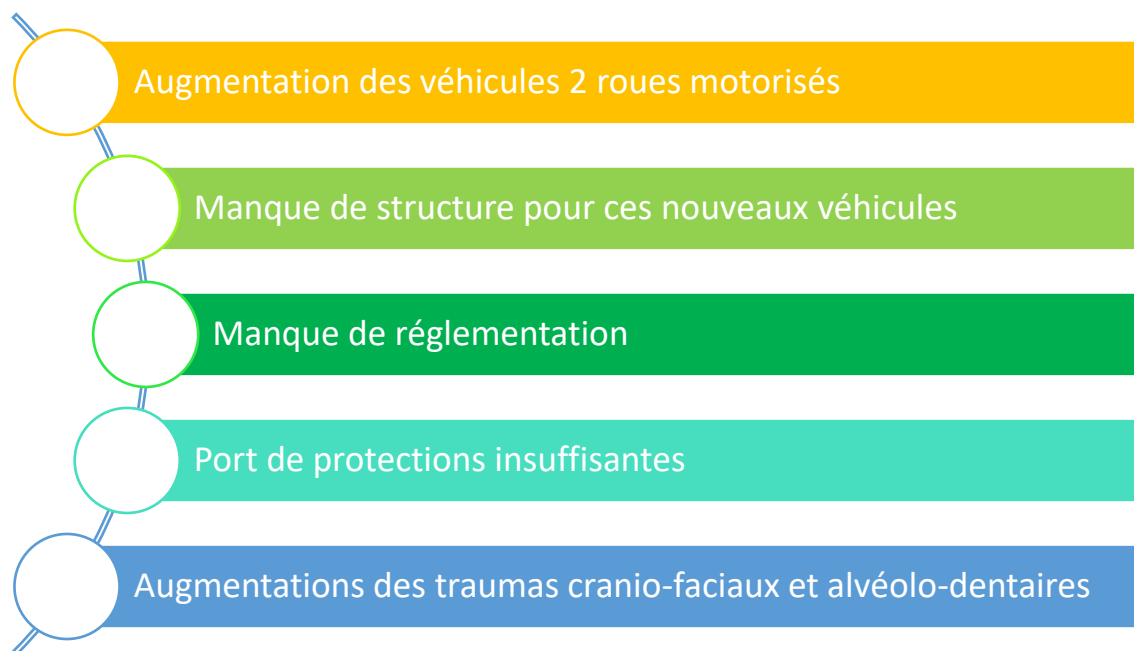 Augmentation des véhicules 2 roues motorisés
Manque de structure pour ces nouveaux véhicules
Manque de réglementation
Port de protections insuffisantes
Augmentations des traumas cranio-faciaux et alvéolo-dentaires